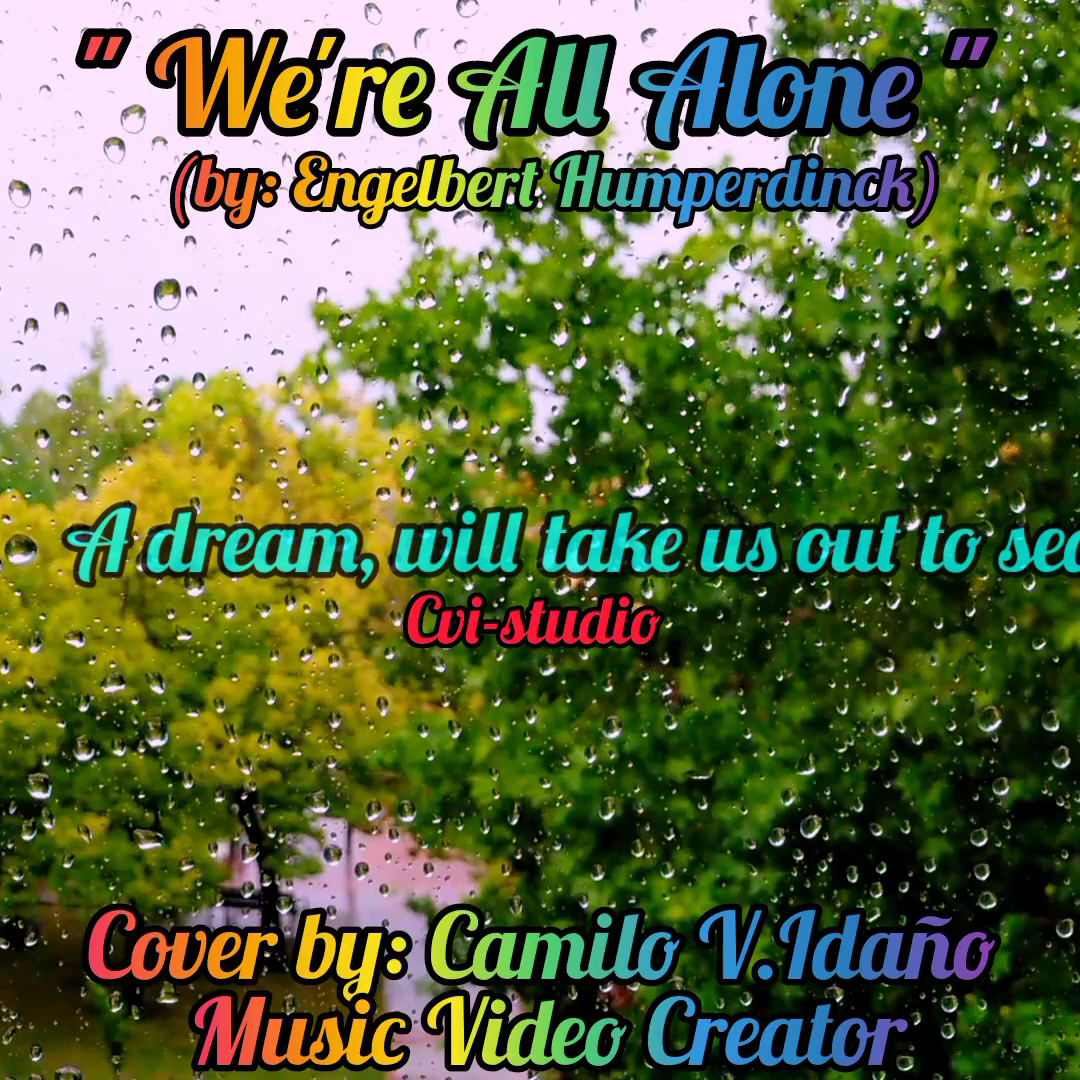 " We're All Alone "
(by: Engelbert Humperdinck)
A dream, will take us out to sea
Cvi-studio
Cover by: Camilo V.Idaño
Music Video Creator